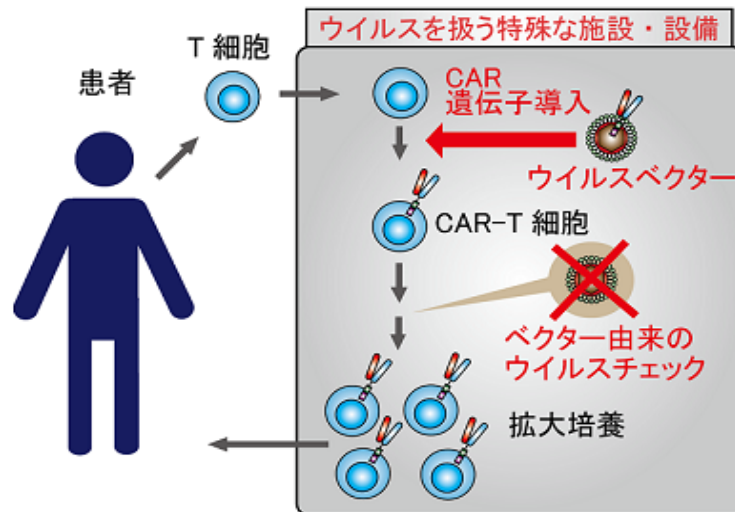 ウイルスを扱う特殊な施設・設備
T 細胞
患者
CAR
遺伝子導入
ウイルスベクター
CAR-T 細胞
ベクター由来の
ウイルスチェック
拡大培養